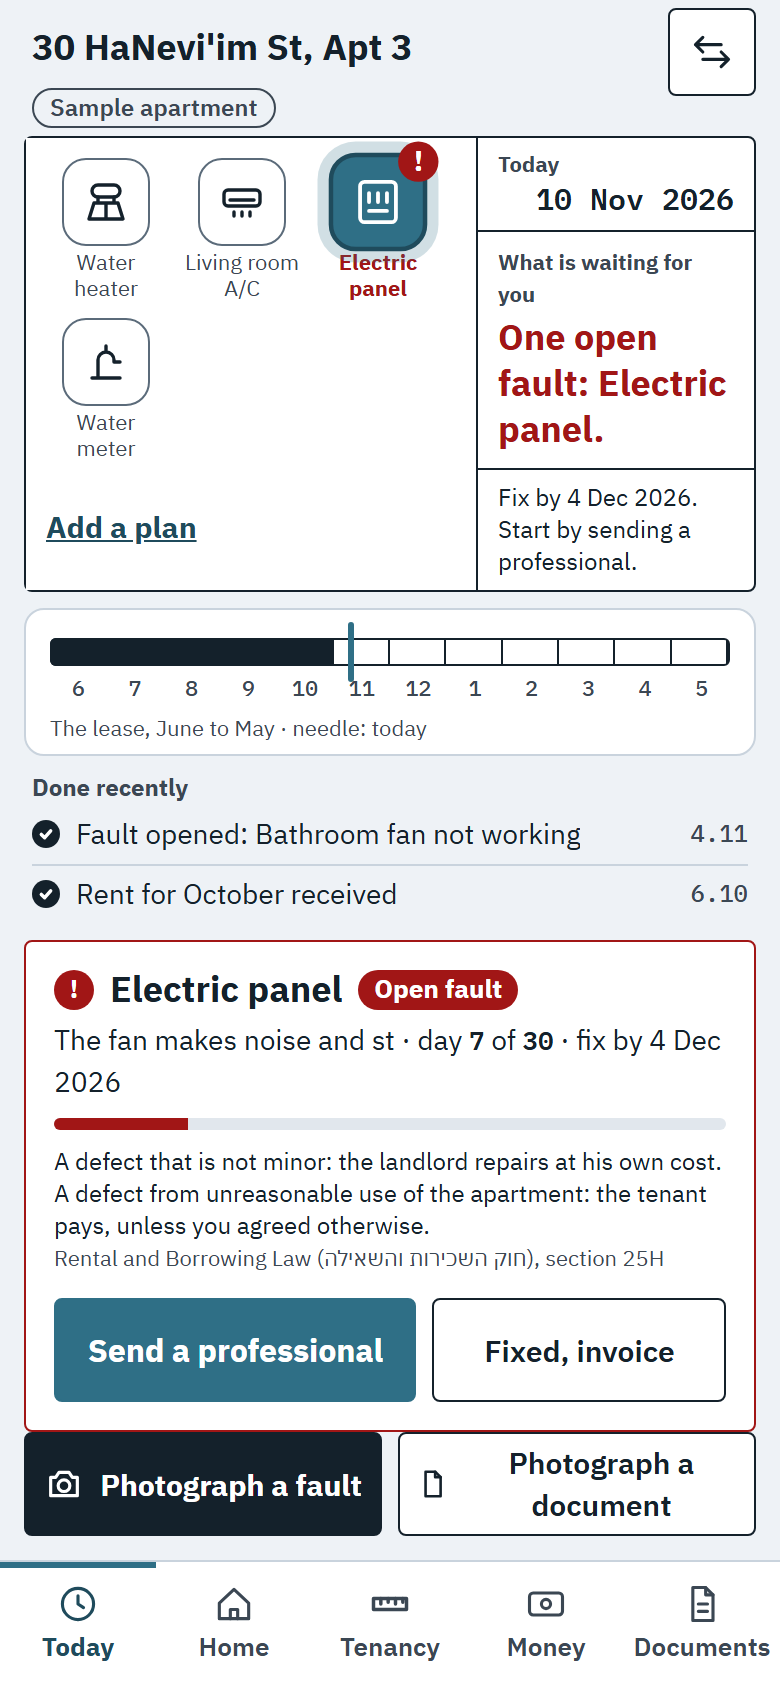 30 HaNevi'im St, Apt 3
Sample apartment
!
Water
heater
Living room
A/C
Electric
panel
Water
meter
Add a plan
Today
10 Nov 2026
What is waiting for
you
One open
fault: Electric
panel.
Fix by 4 Dec 2026.
Start by sending a
professional.
6 7 8 9 10 11 12 1 2 3 4 5
The lease, June to May · needle: today
Done recently
Fault opened: Bathroom fan not working 4.11
Rent for October received 6.10
! Electric panel Open fault
The fan makes noise and st · day 7 of 30 · fix by 4 Dec
2026
A defect that is not minor: the landlord repairs at his own cost.
A defect from unreasonable use of the apartment: the tenant
pays, unless you agreed otherwise.
Rental and Borrowing Law (חוק השכירות והשאילה), section 25H
Send a professional
Fixed, invoice
Photograph a fault
Photograph a
document
Today
Home
Tenancy
Money
Documents